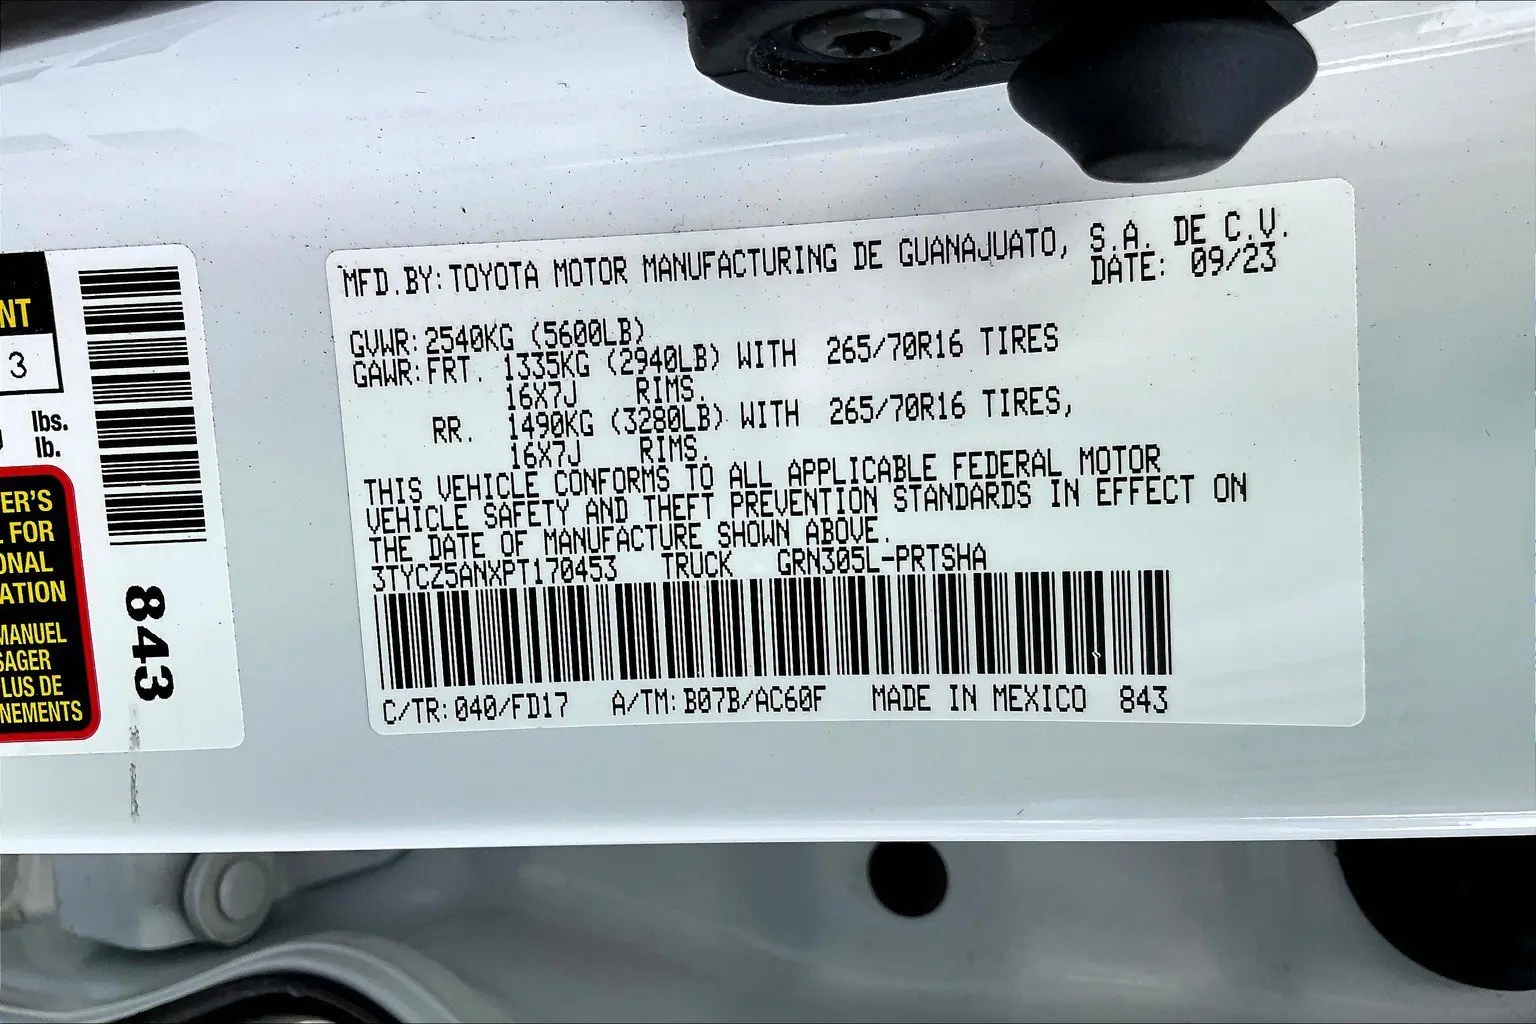 NT
3
lbs.
lb.
ER'S
FOR
ONAL
ATION
MANUEL
SAGER
LUS DE
NEMENTS
843
MFD.BY:TOYOTA MOTOR MANUFACTURING DE GUANAJUATO, S.A. DE C.V.
DATE: 09/23
GVWR:2540KG (5600LB)
GAWR:FRT. 1335KG (2940LB) WITH 265/70R16 TIRES
16X7J RIMS.
RR. 1490KG (3280LB) WITH 265/70R16 TIRES,
16X7J RIMS.
THIS VEHICLE CONFORMS TO ALL APPLICABLE FEDERAL MOTOR
VEHICLE SAFETY AND THEFT PREVENTION STANDARDS IN EFFECT ON
THE DATE OF MANUFACTURE SHOWN ABOVE.
3TYCZ5ANXPT170453 TRUCK GRN305L-PRTSHA
C/TR:040/FD17 A/TM:B07B/AC60F MADE IN MEXICO 843